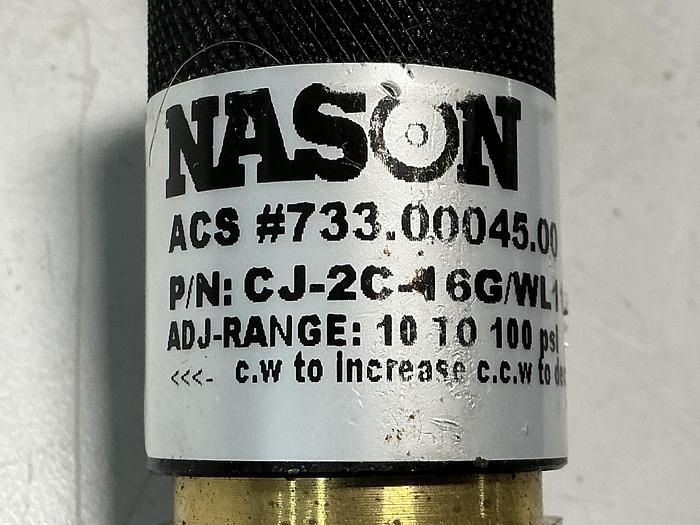 NASON
ACS #733.00045.00
P/N: CJ-2C-16G/WL1
ADJ-RANGE: 10 TO 100 psi
<<<- c.w to increase c.c.w to